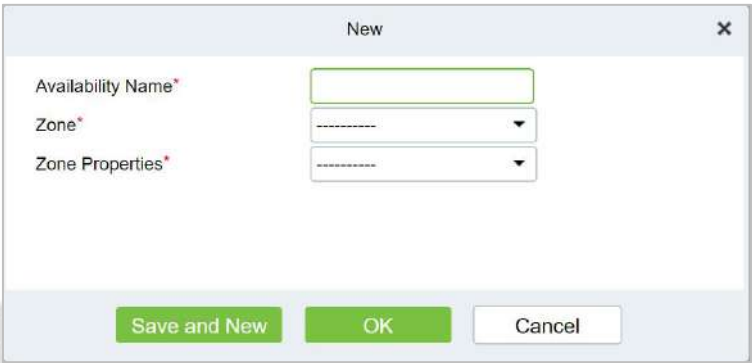 New
Availability Name*
Zone* ----------
Zone Properties* ----------
Save and New OK Cancel